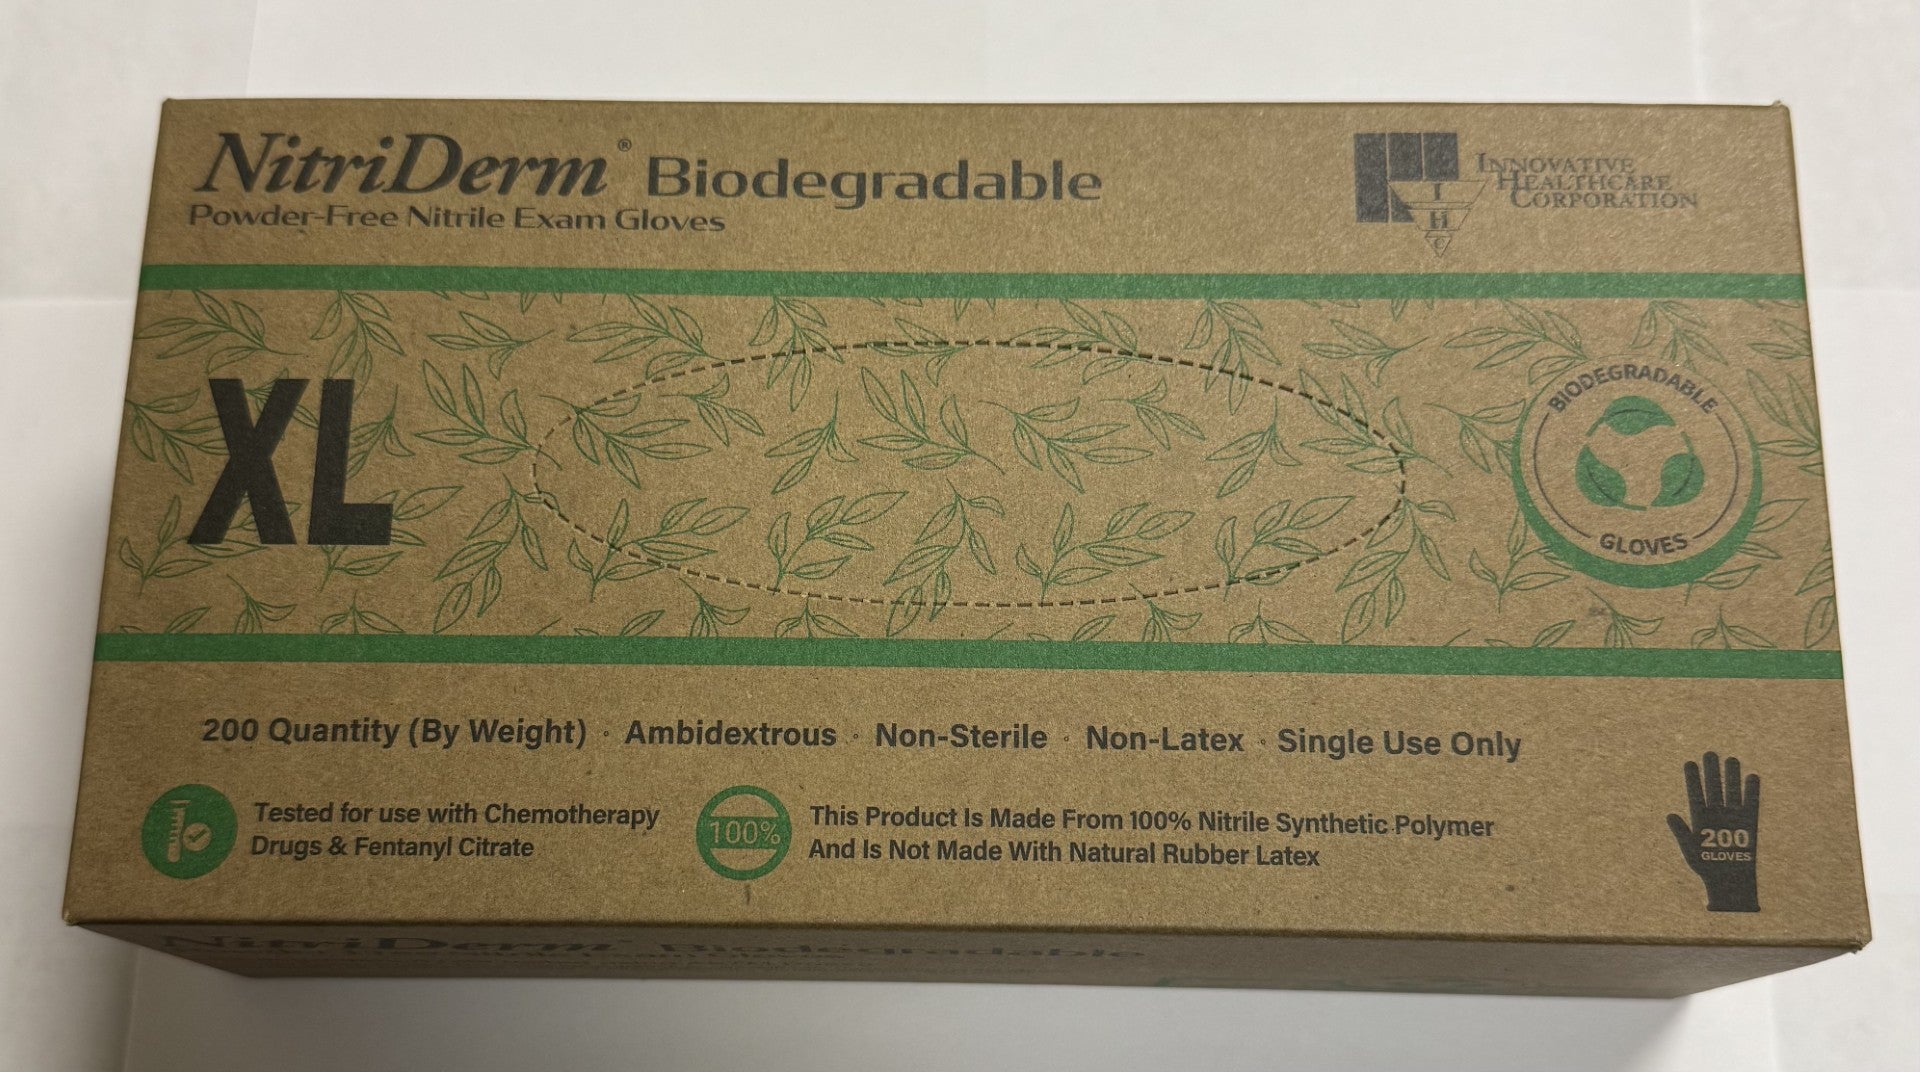 NitriDerm® Biodegradable
Powder-Free Nitrile Exam Gloves
I
H
C
INNOVATIVE
HEALTHCARE
CORPORATION
XL
BIODEGRADABLE
GLOVES
200 Quantity (By Weight) · Ambidextrous · Non-Sterile · Non-Latex · Single Use Only
Tested for use with Chemotherapy
Drugs & Fentanyl Citrate
100%
This Product Is Made From 100% Nitrile Synthetic Polymer
And Is Not Made With Natural Rubber Latex
200
GLOVES
NitriDerm Biodegradable